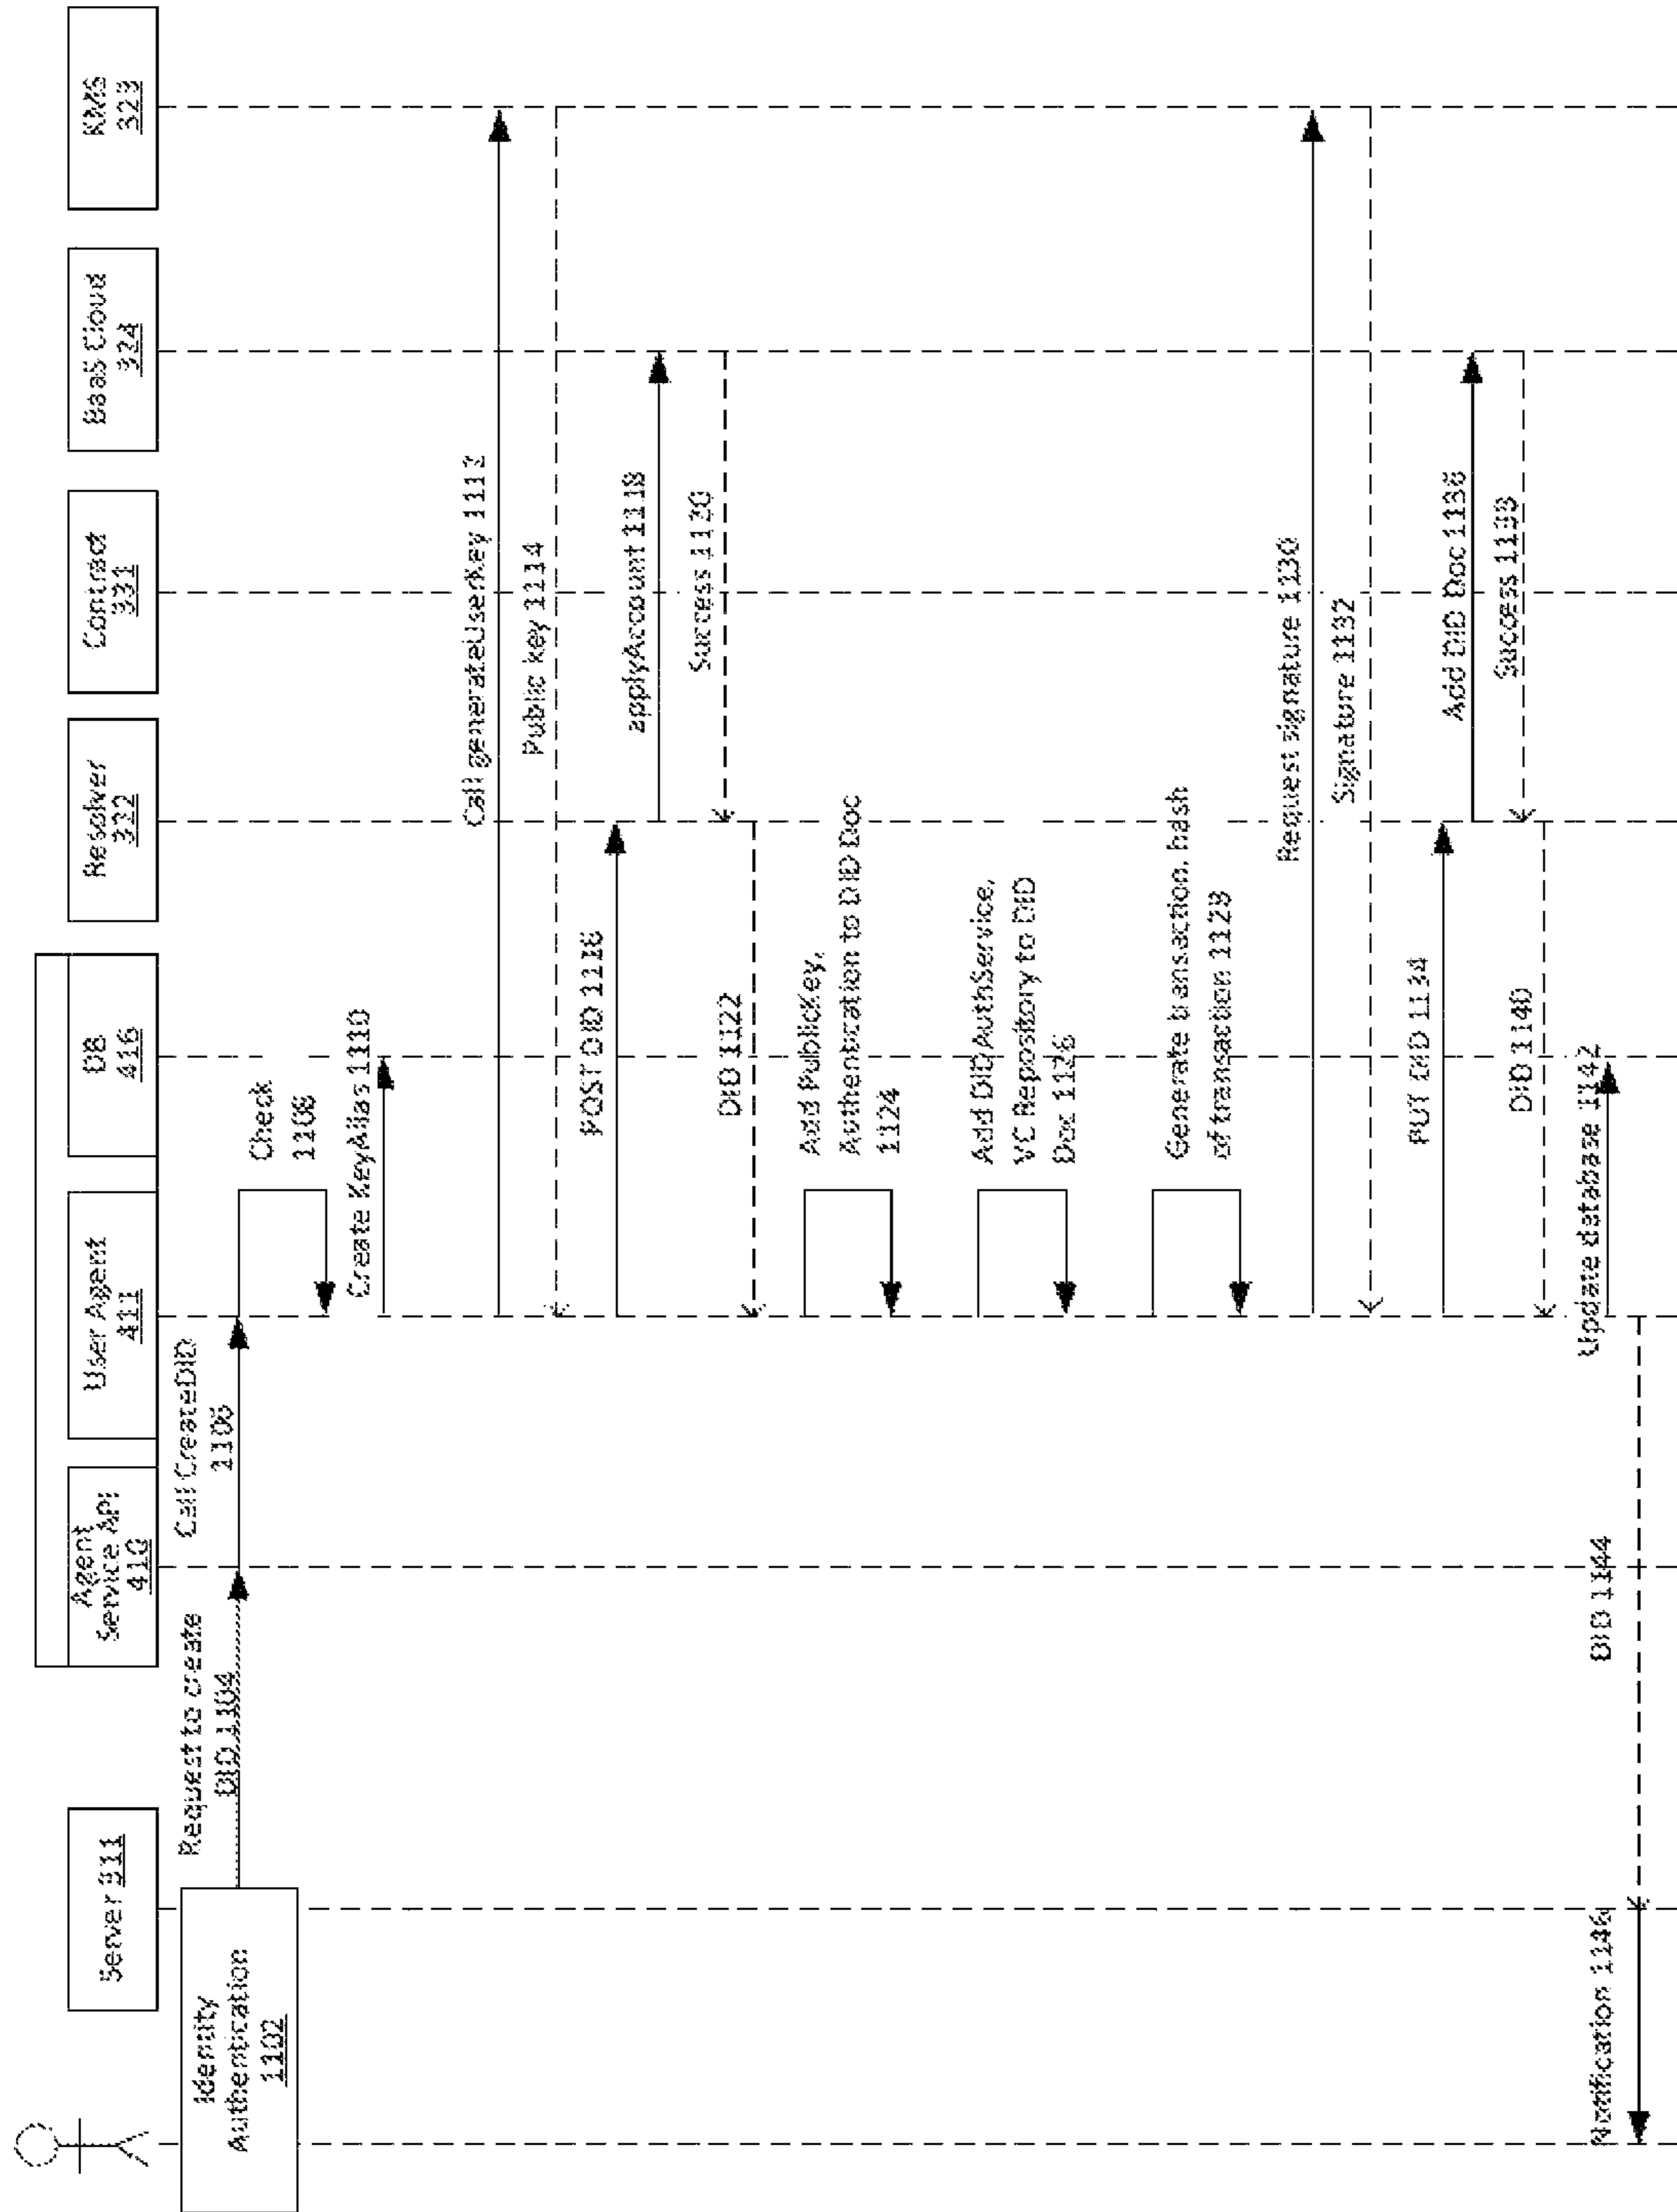 Server 311
Agent
Service API
410
User Agent
411
DB
416
Resolver
322
Contract
331
BaaS Cloud
324
KMS
323
Identity
Authentication
1102
Request to create
DID 1104
Call CreateDID
1106
Check
1108
Create KeyAlias 1110
Call generateUserKey 1112
Public key 1114
POST DID 1116
applyAccount 1118
Success 1120
DID 1122
Add PublicKey,
Authentication to DID Doc
1124
Add DID AuthService,
VC Repository to DID
Doc 1126
Generate transaction, hash
of transaction 1128
Request signature 1130
Signature 1132
PUT DID 1134
Add DID Doc 1136
Success 1138
DID 1140
Update database 1142
DID 1144
Notification 1146